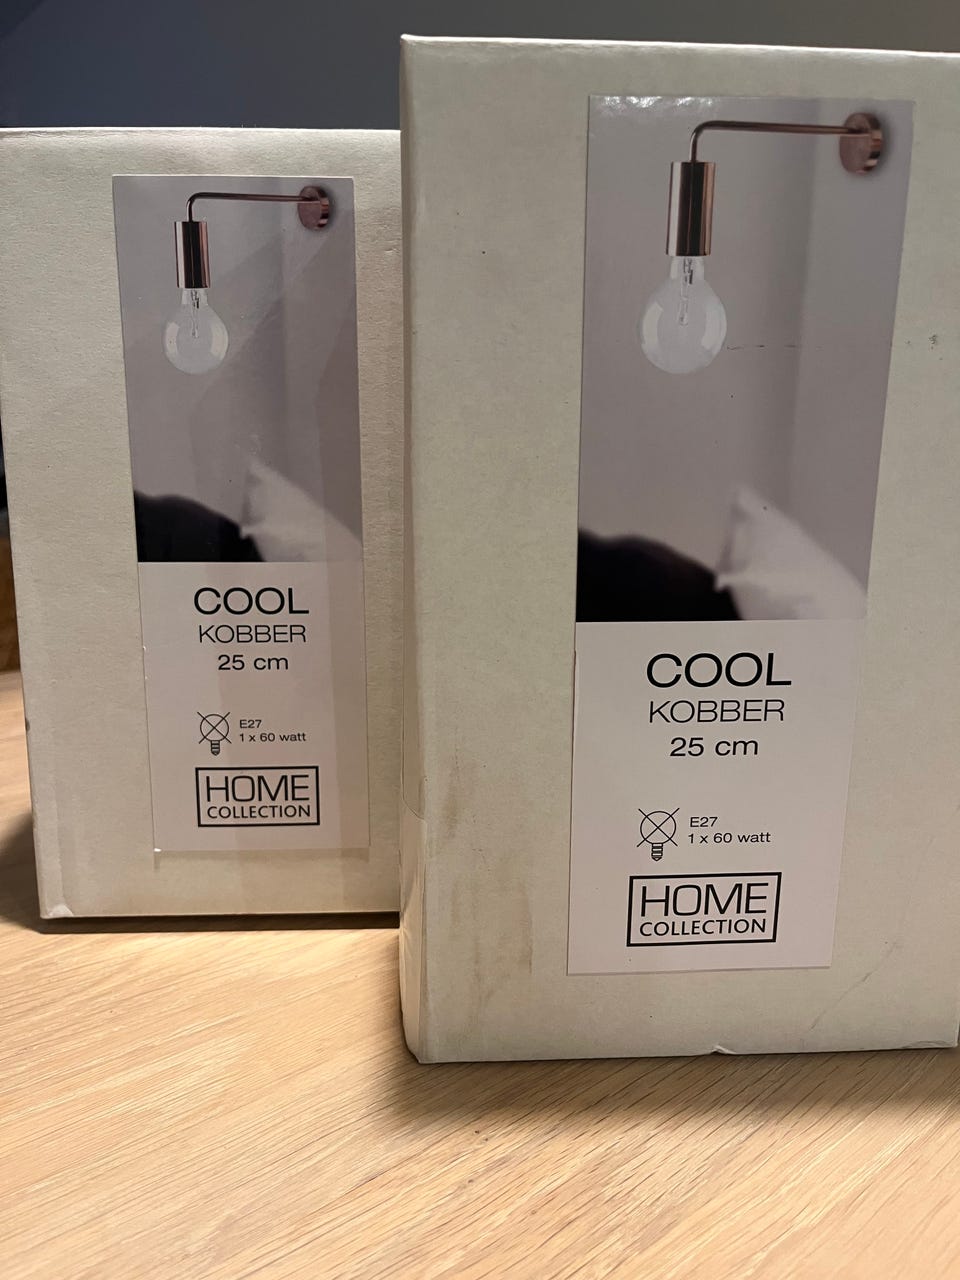 COOL
KOBBER
25 cm
E27
1 x 60 watt
HOME
COLLECTION
COOL
KOBBER
25 cm
E27
1 x 60 watt
HOME
COLLECTION